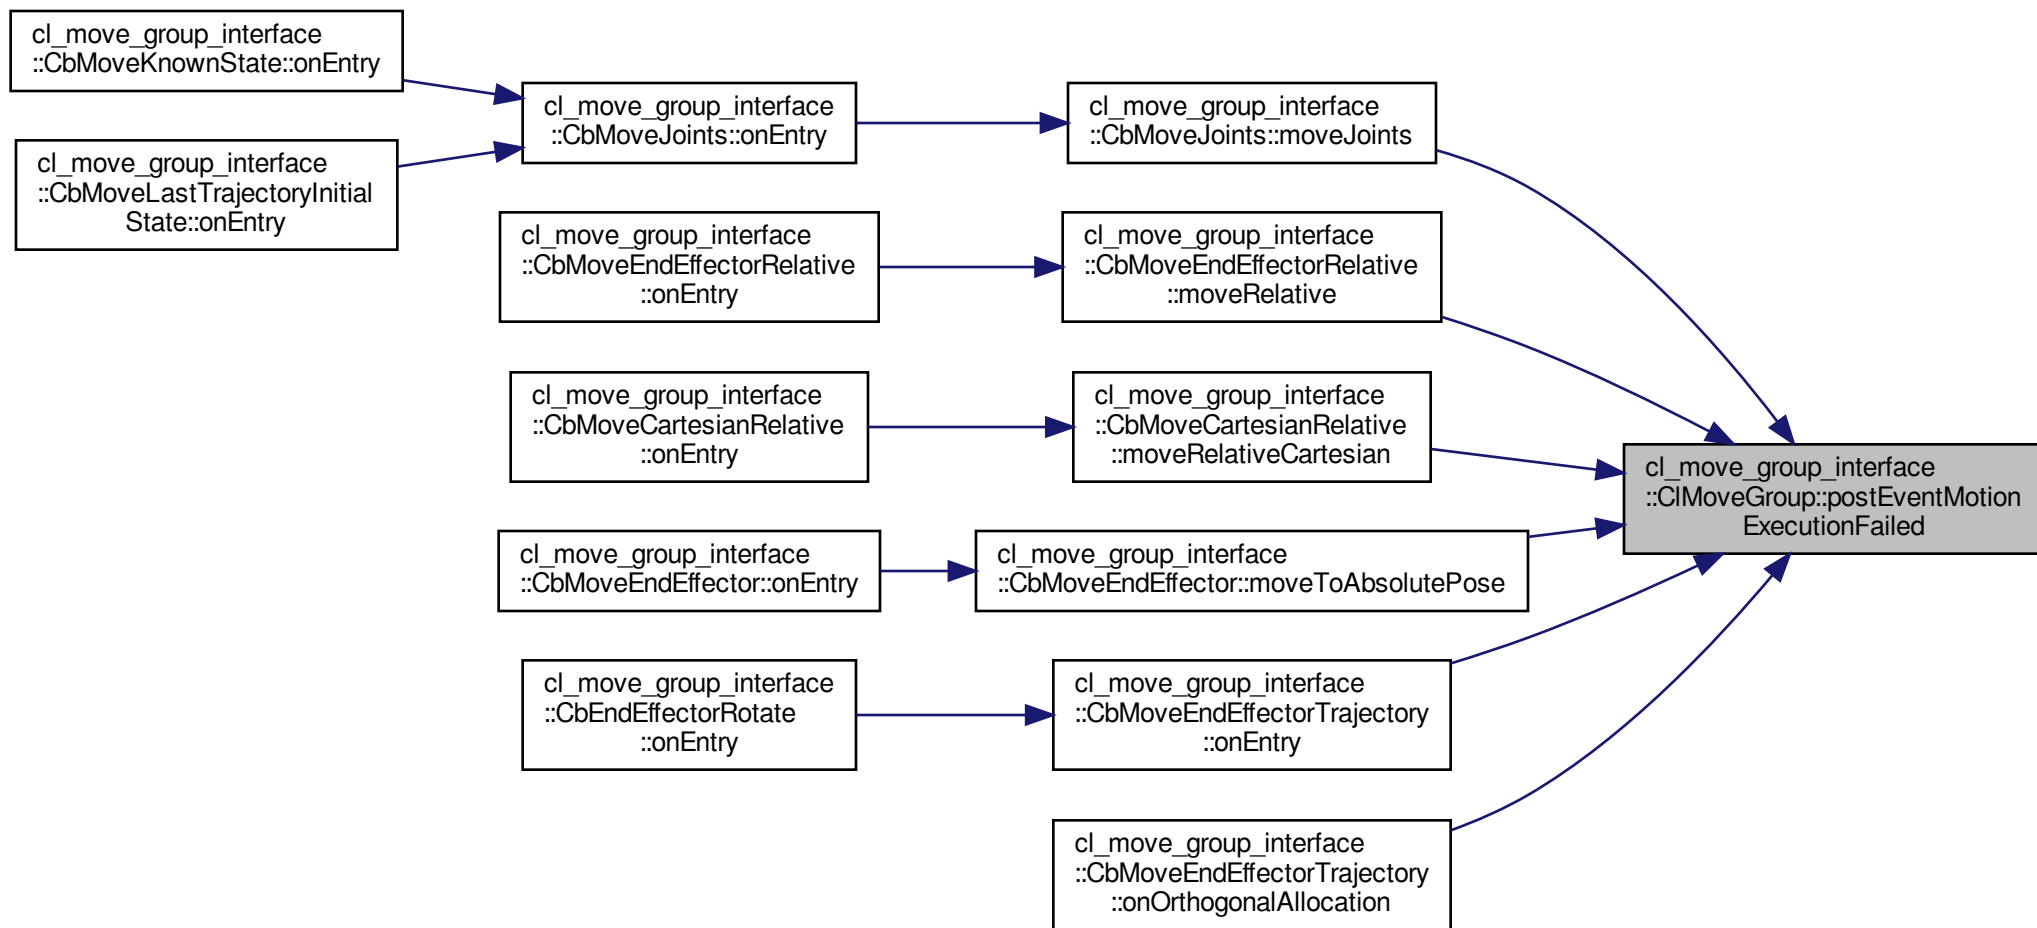 cl_move_group_interface
::CbMoveKnownState::onEntry
cl_move_group_interface
::CbMoveLastTrajectoryInitial
State::onEntry
cl_move_group_interface
::CbMoveJoints::onEntry
cl_move_group_interface
::CbMoveJoints::moveJoints
cl_move_group_interface
::CbMoveEndEffectorRelative
::onEntry
cl_move_group_interface
::CbMoveEndEffectorRelative
::moveRelative
cl_move_group_interface
::CbMoveCartesianRelative
::onEntry
cl_move_group_interface
::CbMoveCartesianRelative
::moveRelativeCartesian
cl_move_group_interface
::ClMoveGroup::postEventMotion
ExecutionFailed
cl_move_group_interface
::CbMoveEndEffector::onEntry
cl_move_group_interface
::CbMoveEndEffector::moveToAbsolutePose
cl_move_group_interface
::CbEndEffectorRotate
::onEntry
cl_move_group_interface
::CbMoveEndEffectorTrajectory
::onEntry
cl_move_group_interface
::CbMoveEndEffectorTrajectory
::onOrthogonalAllocation